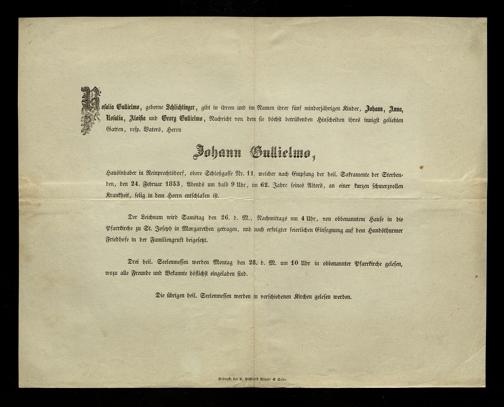 Rosalia Gullielmo, geborne Schlichtinger, gibt in ihrem und im Namen ihrer fünf minderjährigen Kinder, Johann, Anna,
Rosalia, Aloisia und Georg Gullielmo, Nachricht von dem sie höchst betrübenden Hinscheiden ihres innigst geliebten
Gatten, resp. Vaters, Herrn
Johann Gullielmo,
Hausinhaber in Reinprechtsdorf, obere Schloßgasse Nr. 11, welcher nach Empfang der heil. Sakramente der Sterben-
den, den 24. Februar 1853, Abends um halb 9 Uhr, im 62. Jahre seines Alters, an einer kurzen schmerzvollen
Krankheit, selig in dem Herrn entschlafen ist.
Der Leichnam wird Samstag den 26. d. M., Nachmittags um 4 Uhr, von obbenanntem Hause in die
Pfarrkirche zu St. Joseph in Margarethen getragen, und nach erfolgter feierlichen Einsegnung auf dem Hundsthurmer
Friedhofe in der Familiengruft beigesetzt.
Drei heil. Seelenmessen werden Montag den 28. d. M. um 10 Uhr in obbenannter Pfarrkirche gelesen,
wozu alle Freunde und Bekannte höflichst eingeladen sind.
Die übrigen heil. Seelenmessen werden in verschiedenen Kirchen gelesen werden.